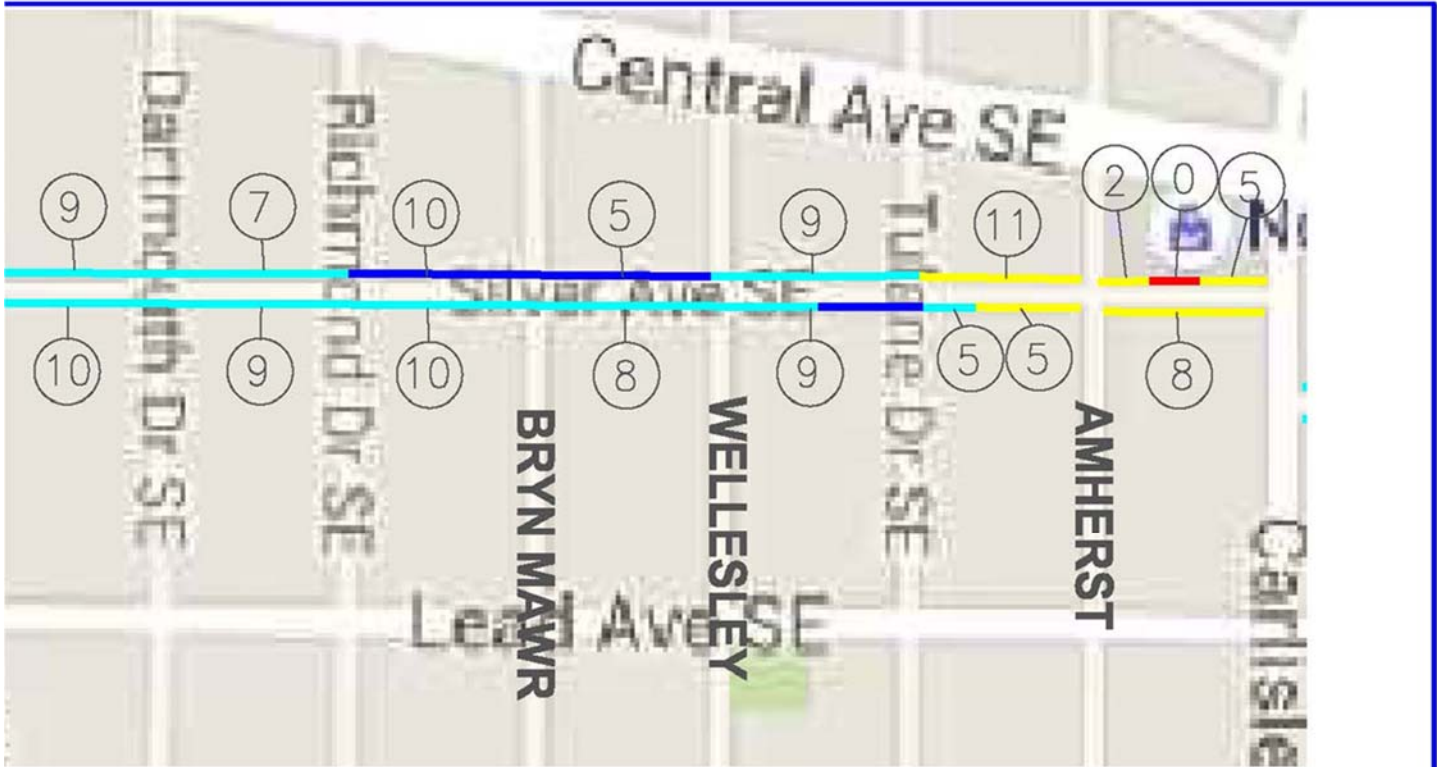 Central Ave SE
Dartmouth Dr SE
Richmond Dr SE
2
0
5
9
7
10
5
9
11
Silver Ave SE
Tulane Dr SE
10
9
10
8
9
5
5
8
BRYN MAWR
WELLESLEY
AMHERST
Carlisle
Lead Ave SE